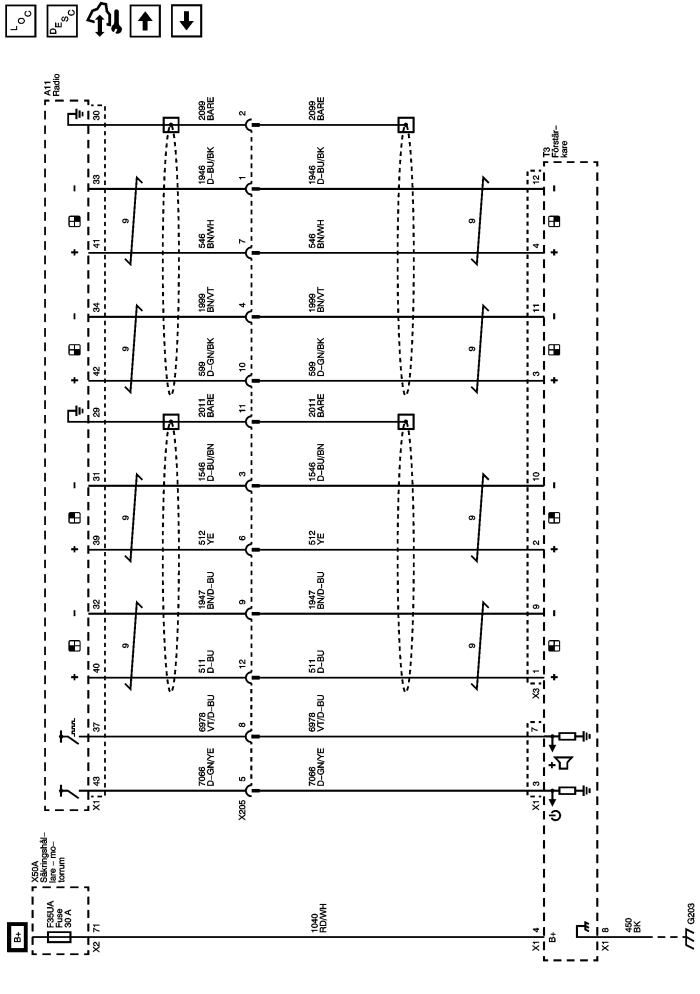 LOC
DESC
A11
Radio
30
33
41
34
42
29
31
39
32
40
37
43
X1
− + − + − + − +
9
9
9
9
2099
BARE
1946
D–BU/BK
546
BN/WH
1999
BN/VT
599
D–GN/BK
2011
BARE
1546
D–BU/BN
512
YE
1947
BN/D–BU
511
D–BU
6978
VT/D–BU
7066
D–GN/YE
2
1
7
4
10
11
3
6
9
12
8
5
X205
2099
BARE
1946
D–BU/BK
546
BN/WH
1999
BN/VT
599
D–GN/BK
2011
BARE
1546
D–BU/BN
512
YE
1947
BN/D–BU
511
D–BU
6978
VT/D–BU
7066
D–GN/YE
9
9
9
9
12
4
11
3
10
2
9
1
X3
7
3
X1
− + − + − + − +
+
T3
Förstär–
kare
X50A
Säkringshål–
lare – mo–
torrum
B+
F35UA
Fuse
30 A
71
X2
1040
RD/WH
4
X1
B+
8
X1
450
BK
G203